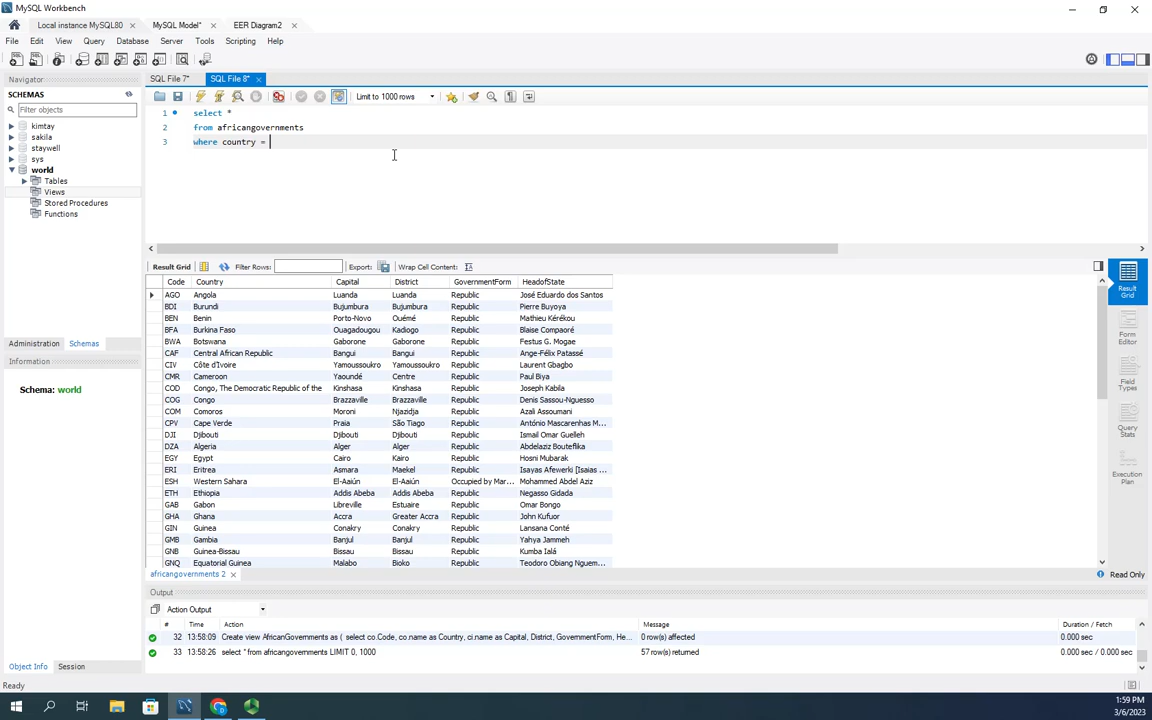 MySQL Workbench
Local instance MySQL80 MySQL Model* EER Diagram2
File Edit View Query Database Server Tools Scripting Help
Navigator SQL File 7* SQL File 8*
SCHEMAS Limit to 1000 rows
Filter objects
kimtay
sakila
staywell
sys
world
Tables
Views
Stored Procedures
Functions
1 select *
2 from africangovernments
3 where country =
Result Grid Filter Rows: Export: Wrap Cell Content:
Code Country Capital District GovernmentForm HeadofState
AGO Angola Luanda Luanda Republic José Eduardo dos Santos
BDI Burundi Bujumbura Bujumbura Republic Pierre Buyoya
BEN Benin Porto-Novo Ouémé Republic Mathieu Kérékou
BFA Burkina Faso Ouagadougou Kadiogo Republic Blaise Compaoré
BWA Botswana Gaborone Gaborone Republic Festus G. Mogae
CAF Central African Republic Bangui Bangui Republic Ange-Félix Patassé
CIV Côte d'Ivoire Yamoussoukro Yamoussoukro Republic Laurent Gbagbo
CMR Cameroon Yaoundé Centre Republic Paul Biya
COD Congo, The Democratic Republic of the Kinshasa Kinshasa Republic Joseph Kabila
COG Congo Brazzaville Brazzaville Republic Denis Sassou-Nguesso
COM Comoros Moroni Njazidja Republic Azali Assoumani
CPV Cape Verde Praia São Tiago Republic António Mascarenhas M...
DJI Djibouti Djibouti Djibouti Republic Ismail Omar Guelleh
DZA Algeria Alger Alger Republic Abdelaziz Bouteflika
EGY Egypt Cairo Kairo Republic Hosni Mubarak
ERI Eritrea Asmara Maekel Republic Isayas Afewerki [Isaias ...
ESH Western Sahara El-Aaiún El-Aaiún Occupied by Mar... Mohammed Abdel Aziz
ETH Ethiopia Addis Abeba Addis Abeba Republic Negasso Gidada
GAB Gabon Libreville Estuaire Republic Omar Bongo
GHA Ghana Accra Greater Accra Republic John Kufuor
GIN Guinea Conakry Conakry Republic Lansana Conté
GMB Gambia Banjul Banjul Republic Yahya Jammeh
GNB Guinea-Bissau Bissau Bissau Republic Kumba Ialá
GNQ Equatorial Guinea Malabo Bioko Republic Teodoro Obiang Nguem...
Result Grid
Form Editor
Field Types
Query Stats
Execution Plan
Administration Schemas
Information
Schema: world
africangovernments 2 Read Only
Output
Action Output
# Time Action Message Duration / Fetch
32 13:58:09 Create view AfricanGovernments as ( select co.Code, co.name as Country, ci.name as Capital, District, GovernmentForm, He... 0 row(s) affected 0.000 sec
33 13:58:26 select * from africangovernments LIMIT 0, 1000 57 row(s) returned 0.000 sec / 0.000 sec
Object Info Session
Ready
1:59 PM
3/6/2023